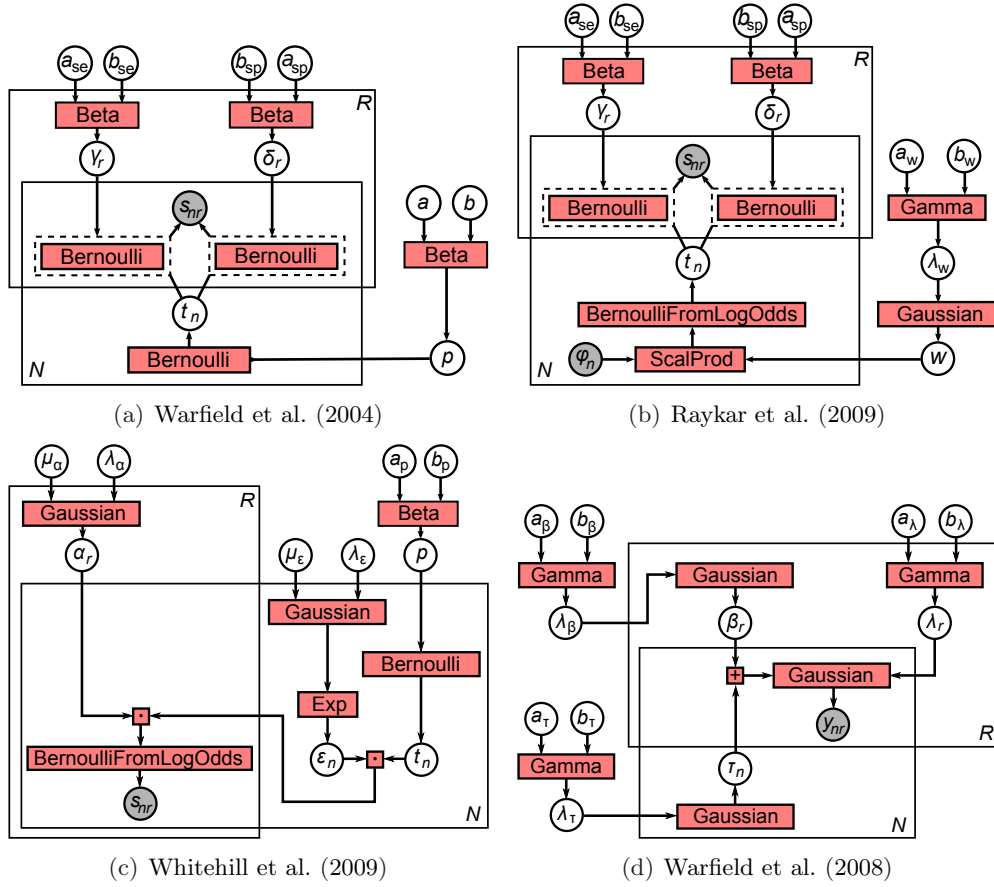 a_se b_se b_sp a_sp
R
Beta Beta
γ_r δ_r
s_nr
a b
Bernoulli Bernoulli
Beta
t_n
N Bernoulli p
(a) Warfield et al. (2004)
a_se b_se b_sp a_sp
R
Beta Beta
γ_r δ_r
s_nr
a_w b_w
Bernoulli Bernoulli Gamma
t_n λ_w
BernoulliFromLogOdds Gaussian
N φ_n ScalProd w
(b) Raykar et al. (2009)
μ_α λ_α a_p b_p
R
Gaussian Beta
α_r μ_ε λ_ε p
Gaussian
Bernoulli
Exp
·
BernoulliFromLogOdds ε_n · t_n
s_nr
N
(c) Whitehill et al. (2009)
a_β b_β a_λ b_λ
Gamma Gaussian Gamma
λ_β β_r λ_r
+ Gaussian
a_τ b_τ y_nr
R
Gamma τ_n
λ_τ Gaussian N
(d) Warfield et al. (2008)